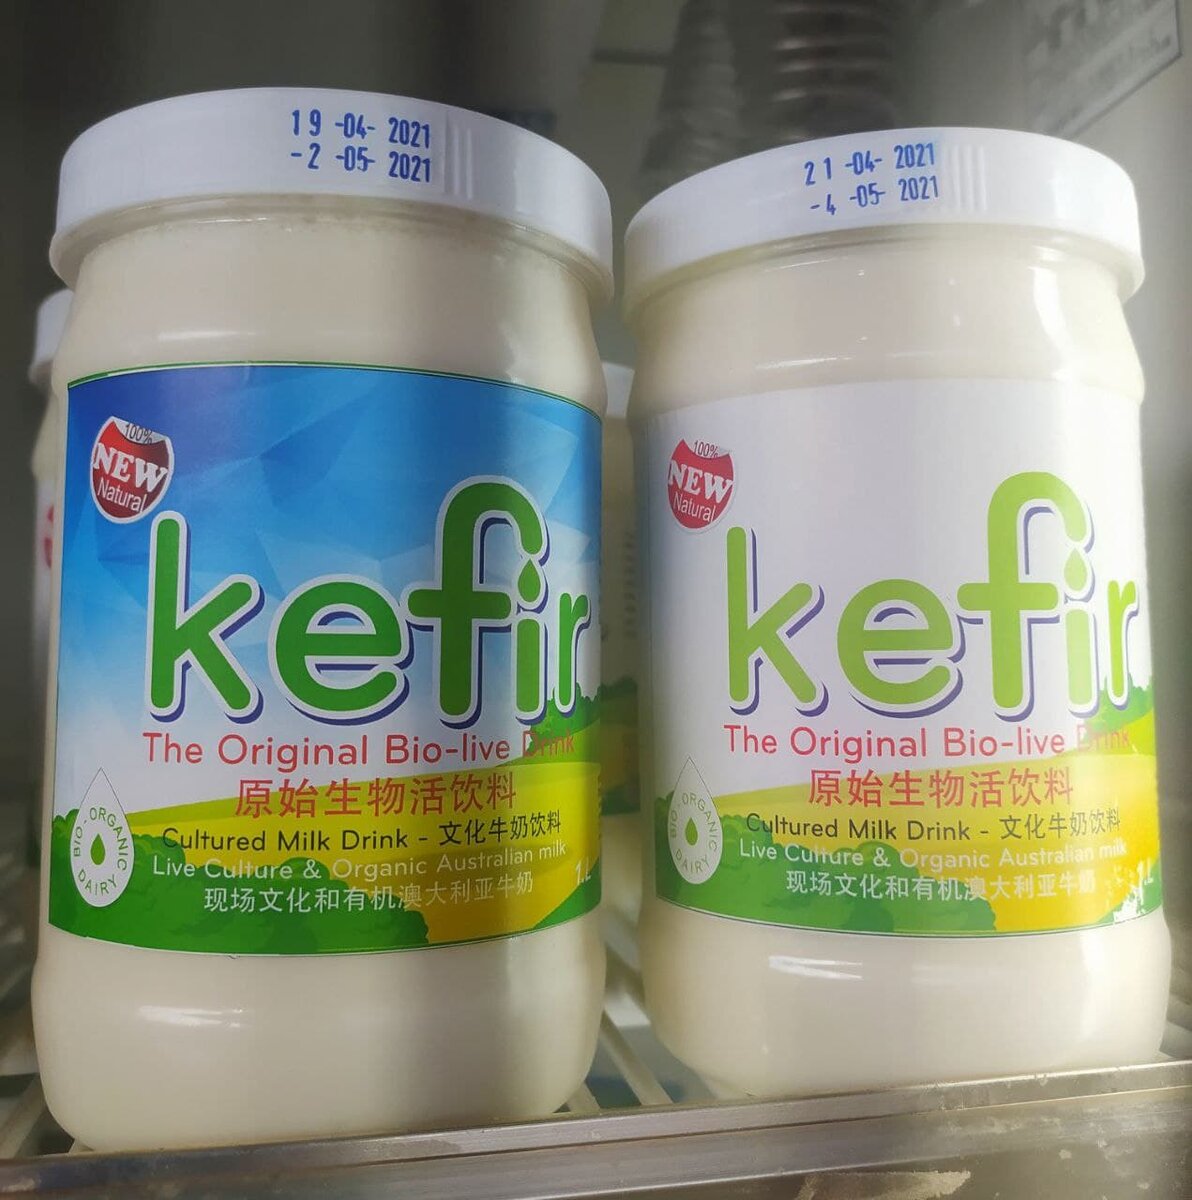 19-04-2021
-2-05-2021
100%
NEW
Natural
kefir
The Original Bio-live Drink
原始生物活饮料
Cultured Milk Drink - 文化牛奶饮料
Live Culture & Organic Australian milk
现场文化和有机澳大利亚牛奶
BIO - ORGANIC
DAIRY
21-04-2021
-4-05-2021
100%
NEW
Natural
kefir
The Original Bio-live Drink
原始生物活饮料
Cultured Milk Drink - 文化牛奶饮料
Live Culture & Organic Australian milk
现场文化和有机澳大利亚牛奶
BIO - ORGANIC
DAIRY